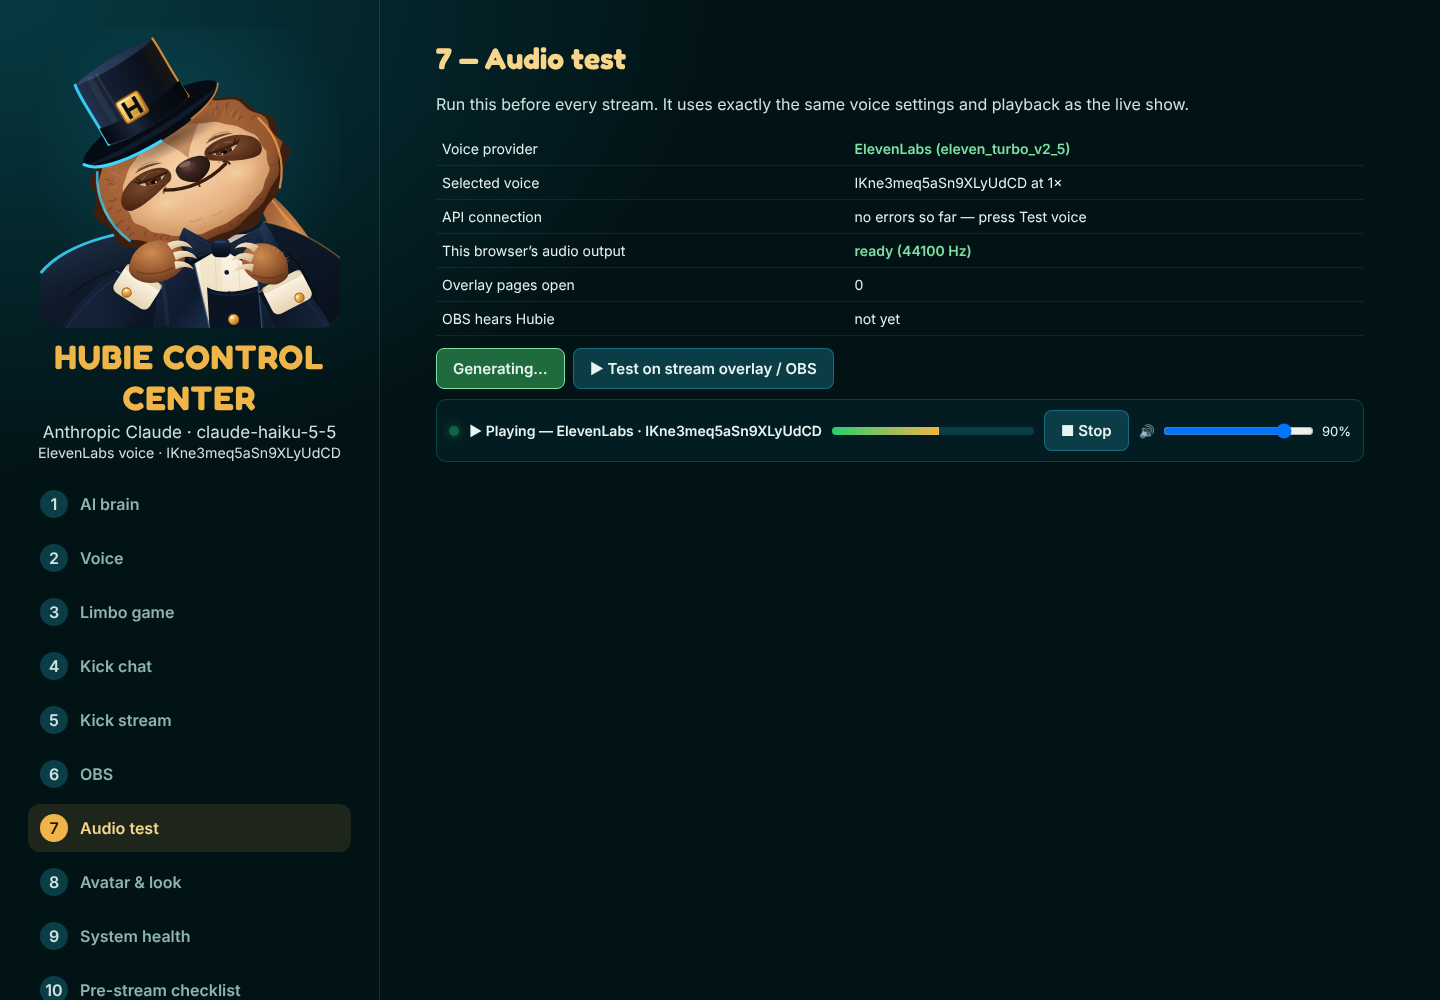 H
HUBIE CONTROL
CENTER
Anthropic Claude · claude-haiku-5-5
ElevenLabs voice · IKne3meq5aSn9XLyUdCD
1 AI brain
2 Voice
3 Limbo game
4 Kick chat
5 Kick stream
6 OBS
7 Audio test
8 Avatar & look
9 System health
10 Pre-stream checklist
7 — Audio test
Run this before every stream. It uses exactly the same voice settings and playback as the live show.
Voice provider ElevenLabs (eleven_turbo_v2_5)
Selected voice IKne3meq5aSn9XLyUdCD at 1×
API connection no errors so far — press Test voice
This browser’s audio output ready (44100 Hz)
Overlay pages open 0
OBS hears Hubie not yet
Generating... ▶ Test on stream overlay / OBS
▶ Playing — ElevenLabs · IKne3meq5aSn9XLyUdCD ■ Stop 🔊 90%